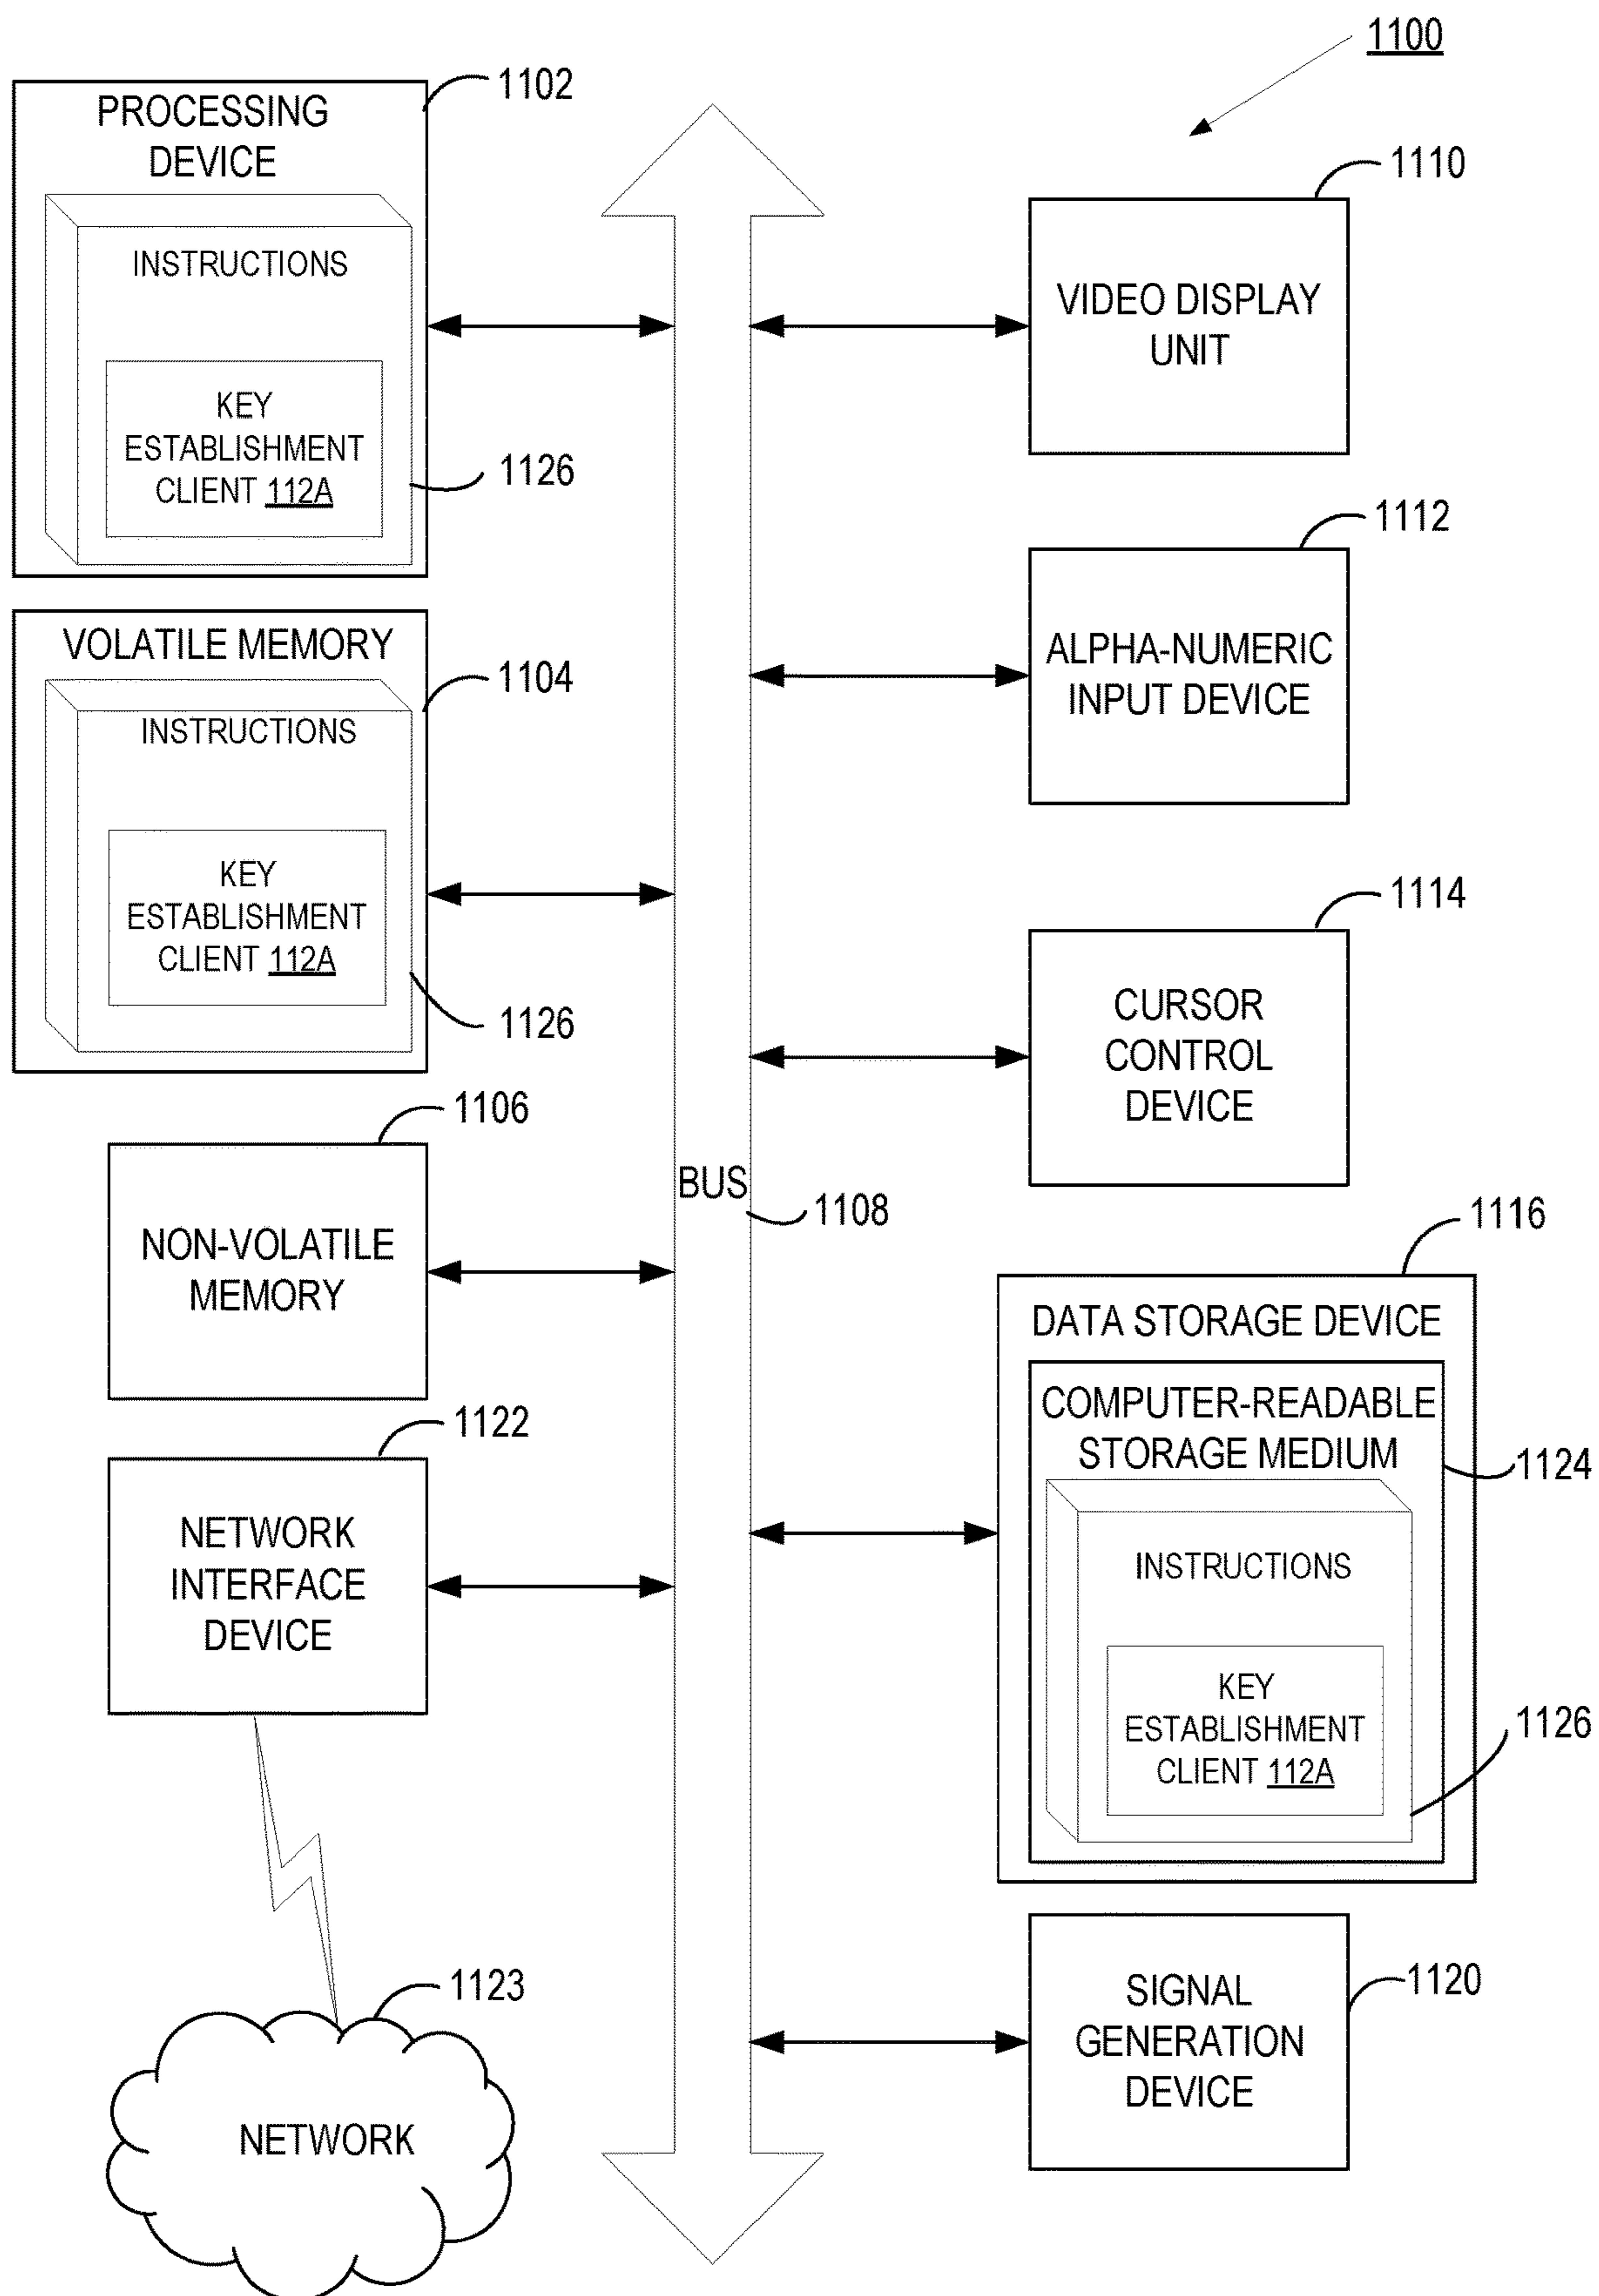 1100
1102
PROCESSING
DEVICE
INSTRUCTIONS
KEY
ESTABLISHMENT
CLIENT 112A
1126
VOLATILE MEMORY
1104
INSTRUCTIONS
KEY
ESTABLISHMENT
CLIENT 112A
1126
1106
NON-VOLATILE
MEMORY
1122
NETWORK
INTERFACE
DEVICE
1123
NETWORK
BUS
1108
1110
VIDEO DISPLAY
UNIT
1112
ALPHA-NUMERIC
INPUT DEVICE
1114
CURSOR
CONTROL
DEVICE
1116
DATA STORAGE DEVICE
COMPUTER-READABLE
STORAGE MEDIUM
1124
INSTRUCTIONS
KEY
ESTABLISHMENT
CLIENT 112A
1126
1120
SIGNAL
GENERATION
DEVICE